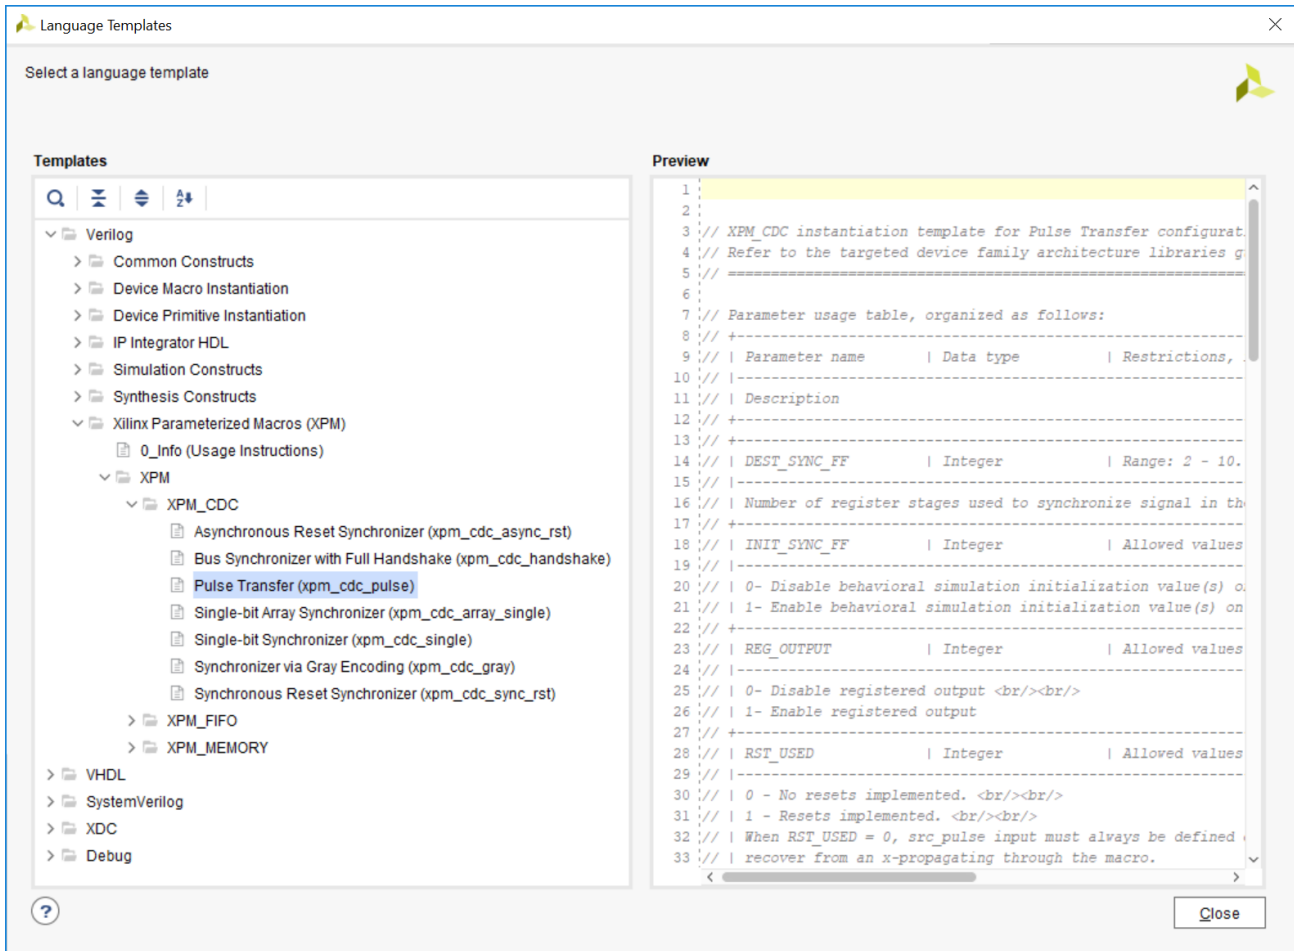 Language Templates
Select a language template
Templates
Verilog
Common Constructs
Device Macro Instantiation
Device Primitive Instantiation
IP Integrator HDL
Simulation Constructs
Synthesis Constructs
Xilinx Parameterized Macros (XPM)
0_Info (Usage Instructions)
XPM
XPM_CDC
Asynchronous Reset Synchronizer (xpm_cdc_async_rst)
Bus Synchronizer with Full Handshake (xpm_cdc_handshake)
Pulse Transfer (xpm_cdc_pulse)
Single-bit Array Synchronizer (xpm_cdc_array_single)
Single-bit Synchronizer (xpm_cdc_single)
Synchronizer via Gray Encoding (xpm_cdc_gray)
Synchronous Reset Synchronizer (xpm_cdc_sync_rst)
XPM_FIFO
XPM_MEMORY
VHDL
SystemVerilog
XDC
Debug
Preview
1
2
3 // XPM_CDC instantiation template for Pulse Transfer configurat
4 // Refer to the targeted device family architecture libraries g
5 // =========================================================
6
7 // Parameter usage table, organized as follows:
8 // +---------------------------------------------------------
9 // | Parameter name | Data type | Restrictions,
10 // |---------------------------------------------------------
11 // | Description
12 // +---------------------------------------------------------
13 // +---------------------------------------------------------
14 // | DEST_SYNC_FF | Integer | Range: 2 - 10.
15 // |---------------------------------------------------------
16 // | Number of register stages used to synchronize signal in th
17 // +---------------------------------------------------------
18 // | INIT_SYNC_FF | Integer | Allowed values
19 // |---------------------------------------------------------
20 // | 0- Disable behavioral simulation initialization value(s) o
21 // | 1- Enable behavioral simulation initialization value(s) on
22 // +---------------------------------------------------------
23 // | REG_OUTPUT | Integer | Allowed values
24 // |---------------------------------------------------------
25 // | 0- Disable registered output <br/><br/>
26 // | 1- Enable registered output
27 // +---------------------------------------------------------
28 // | RST_USED | Integer | Allowed values
29 // |---------------------------------------------------------
30 // | 0 - No resets implemented. <br/><br/>
31 // | 1 - Resets implemented. <br/><br/>
32 // | When RST_USED = 0, src_pulse input must always be defined
33 // | recover from an x-propagating through the macro.
?
Close